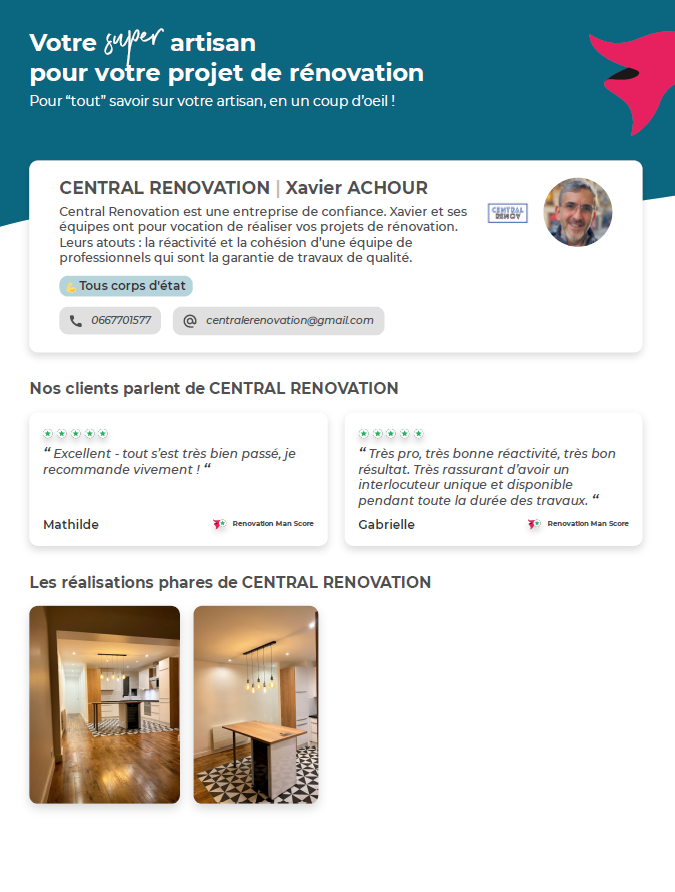 Votre super artisan
pour votre projet de rénovation
Pour “tout” savoir sur votre artisan, en un coup d’oeil !
CENTRAL RENOVATION | Xavier ACHOUR
Central Renovation est une entreprise de confiance. Xavier et ses
équipes ont pour vocation de réaliser vos projets de rénovation.
Leurs atouts : la réactivité et la cohésion d’une équipe de
professionnels qui sont la garantie de travaux de qualité.
CENTRAL
RENOV
Tous corps d'état
0667701577
centralerenovation@gmail.com
Nos clients parlent de CENTRAL RENOVATION
“ Excellent - tout s’est très bien passé, je
recommande vivement ! “
Mathilde
Renovation Man Score
“ Très pro, très bonne réactivité, très bon
résultat. Très rassurant d’avoir un
interlocuteur unique et disponible
pendant toute la durée des travaux. “
Gabrielle
Renovation Man Score
Les réalisations phares de CENTRAL RENOVATION